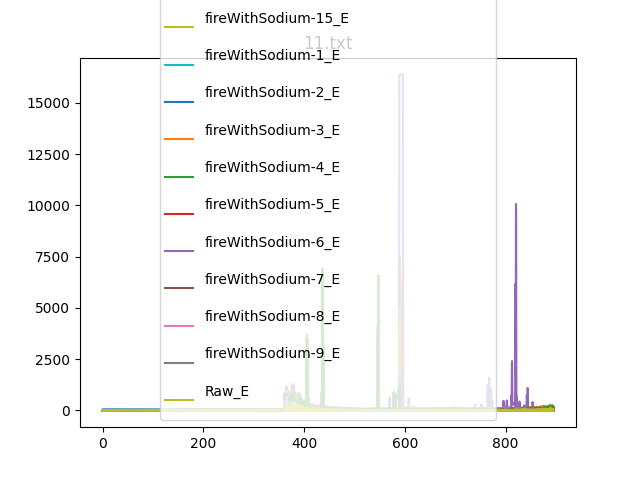 fireWithSodium-15_E
11.txt
fireWithSodium-1_E
fireWithSodium-2_E
fireWithSodium-3_E
fireWithSodium-4_E
fireWithSodium-5_E
fireWithSodium-6_E
fireWithSodium-7_E
fireWithSodium-8_E
fireWithSodium-9_E
Raw_E
15000
12500
10000
7500
5000
2500
0
0 200 400 600 800